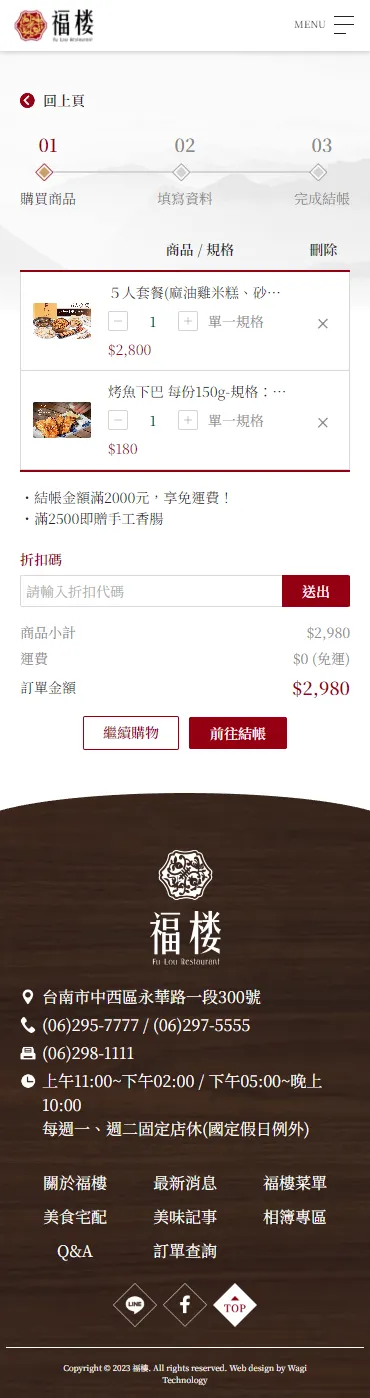 福楼
Fu Lou Restaurant
MENU
回上頁
01 02 03
購買商品 填寫資料 完成結帳
商品 / 規格 刪除
５人套餐(麻油雞米糕、砂…
− 1 + 單一規格 ×
$2,800
烤魚下巴 每份150g-規格：…
− 1 + 單一規格 ×
$180
・結帳金額滿2000元，享免運費！
・滿2500即贈手工香腸
折扣碼
請輸入折扣代碼 送出
商品小計 $2,980
運費 $0 (免運)
訂單金額 $2,980
繼續購物 前往結帳
福楼
Fu Lou Restaurant
台南市中西區永華路一段300號
(06)295-7777 / (06)297-5555
(06)298-1111
上午11:00~下午02:00 / 下午05:00~晚上
10:00
每週一、週二固定店休(國定假日例外)
關於福樓 最新消息 福樓菜單
美食宅配 美味記事 相簿專區
Q&A 訂單查詢
LINE f TOP
Copyright © 2023 福樓. All rights reserved. Web design by Wagi
Technology